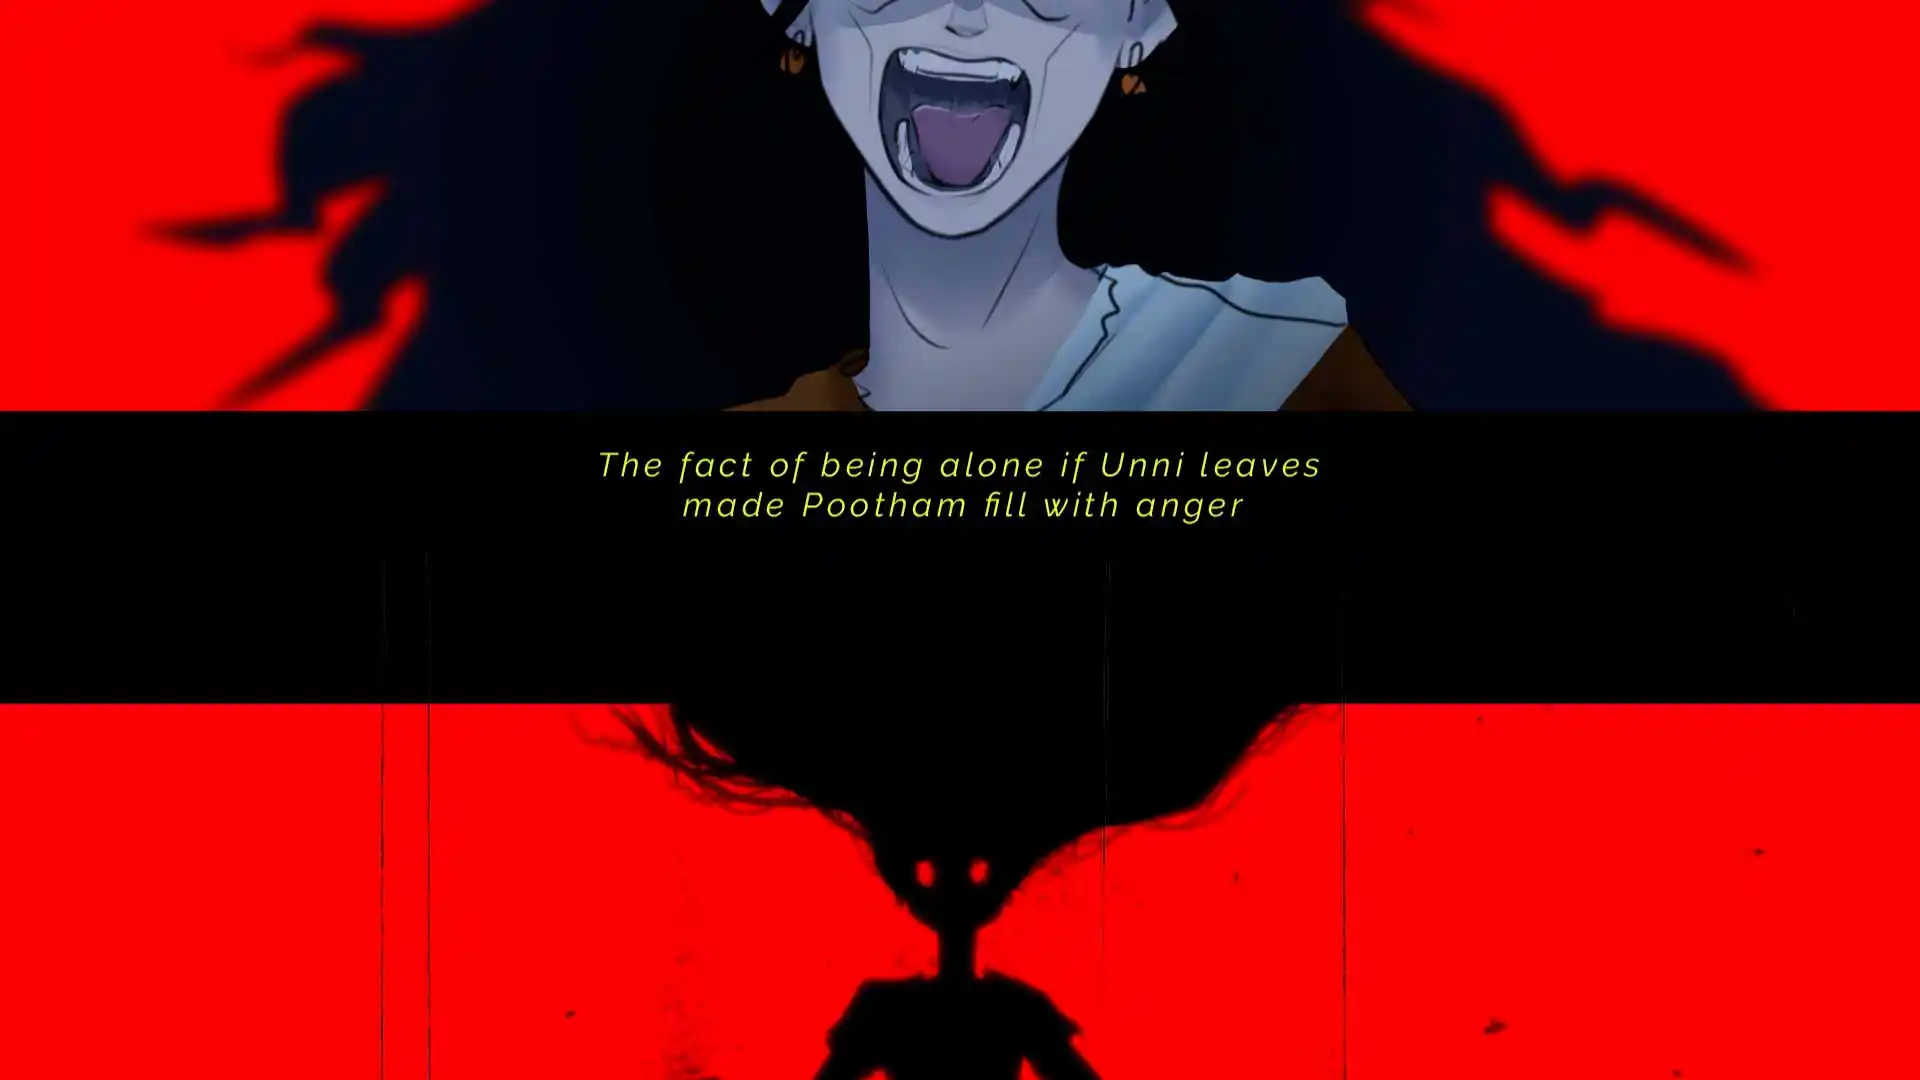 The fact of being alone if Unni leaves
made Pootham fill with anger